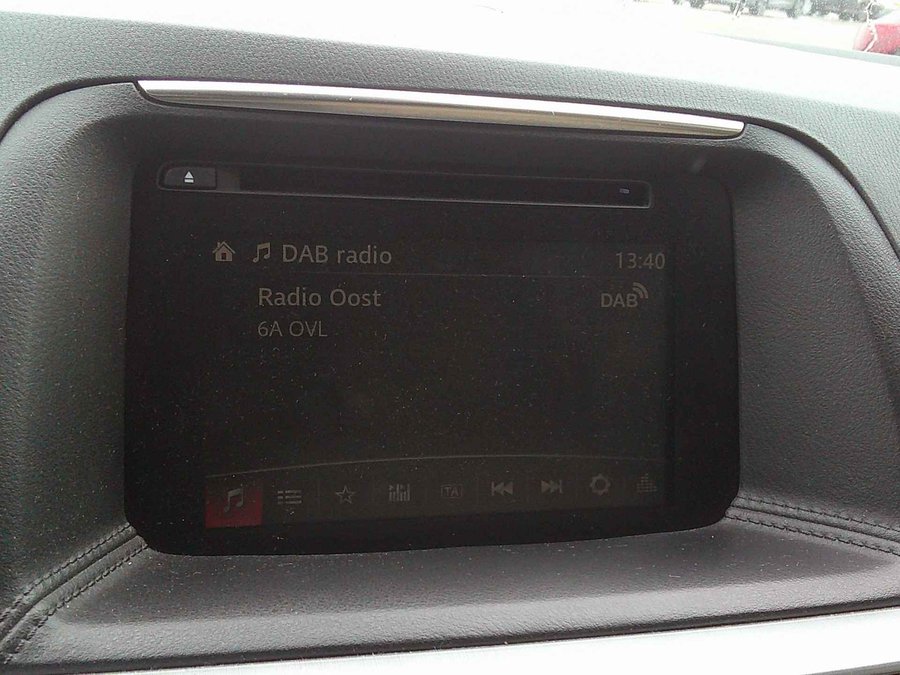 DAB radio 13:40
Radio Oost DAB
6A OVL
TA